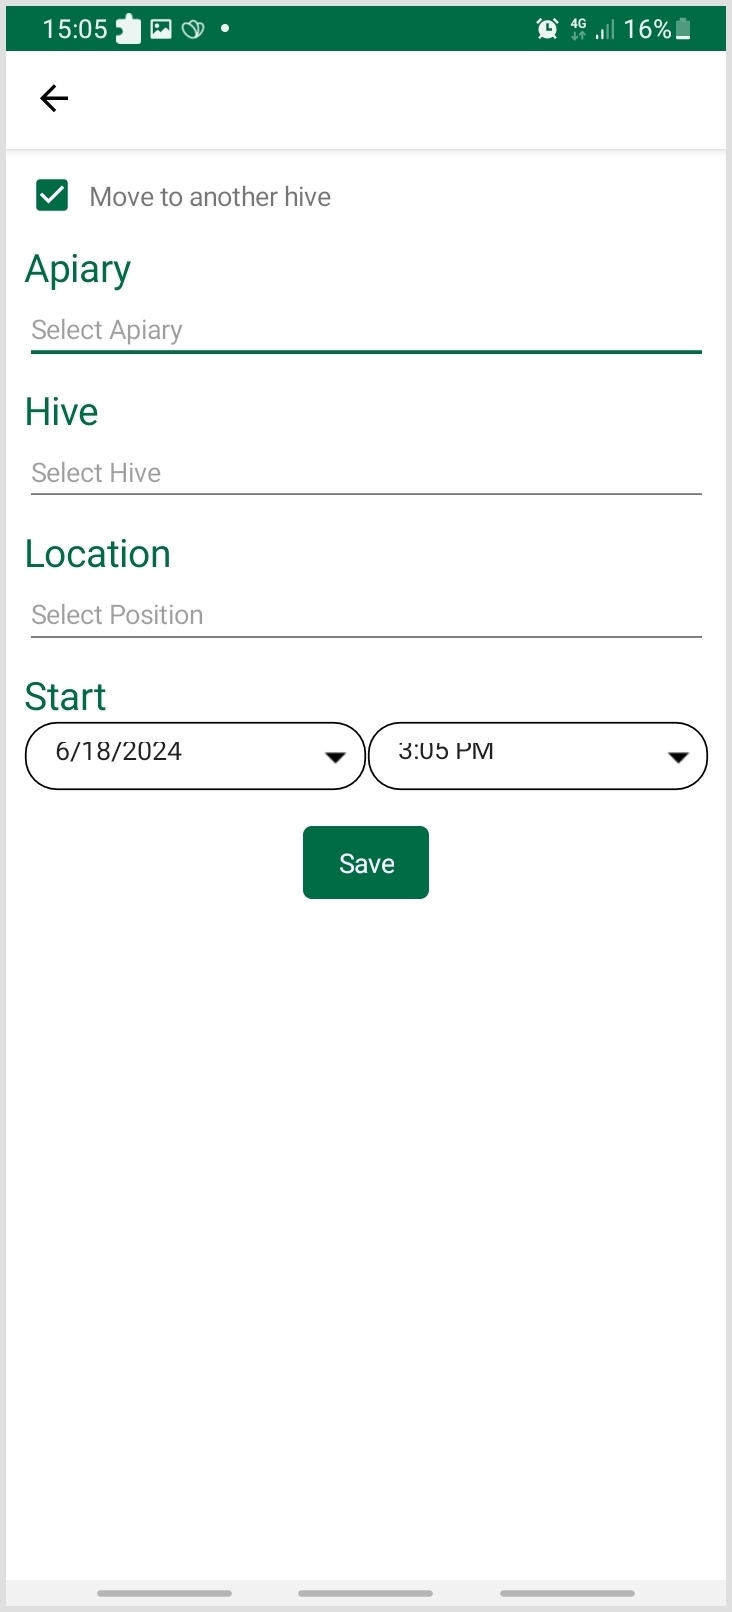 15:05 4G 16%
Move to another hive
Apiary
Select Apiary
Hive
Select Hive
Location
Select Position
Start
6/18/2024 3:05 PM
Save